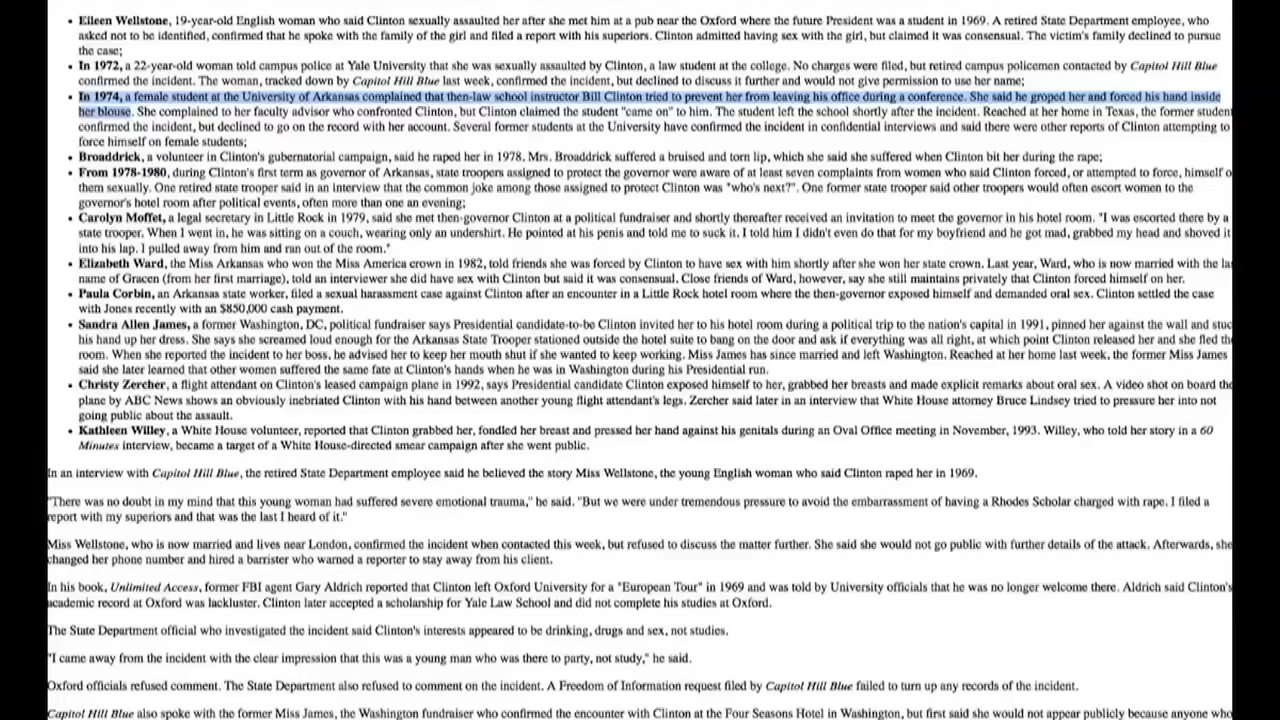 Eileen Wellstone, 19-year-old English woman who said Clinton sexually assaulted her after she met him at a pub near the Oxford where the future President was a student in 1969. A retired State Department employee, who
asked not to be identified, confirmed that he spoke with the family of the girl and filed a report with his superiors. Clinton admitted having sex with the girl, but claimed it was consensual. The victim's family declined to pursue
the case;
In 1972, a 22-year-old woman told campus police at Yale University that she was sexually assaulted by Clinton, a law student at the college. No charges were filed, but retired campus policemen contacted by Capitol Hill Blue
confirmed the incident. The woman, tracked down by Capitol Hill Blue last week, confirmed the incident, but declined to discuss it further and would not give permission to use her name;
In 1974, a female student at the University of Arkansas complained that then-law school instructor Bill Clinton tried to prevent her from leaving his office during a conference. She said he groped her and forced his hand inside
her blouse. She complained to her faculty advisor who confronted Clinton, but Clinton claimed the student "came on" to him. The student left the school shortly after the incident. Reached at her home in Texas, the former student
confirmed the incident, but declined to go on the record with her account. Several former students at the University have confirmed the incident in confidential interviews and said there were other reports of Clinton attempting to
force himself on female students;
Broaddrick, a volunteer in Clinton's gubernatorial campaign, said he raped her in 1978. Mrs. Broaddrick suffered a bruised and torn lip, which she said she suffered when Clinton bit her during the rape;
From 1978-1980, during Clinton's first term as governor of Arkansas, state troopers assigned to protect the governor were aware of at least seven complaints from women who said Clinton forced, or attempted to force, himself o
them sexually. One retired state trooper said in an interview that the common joke among those assigned to protect Clinton was "who's next?". One former state trooper said other troopers would often escort women to the
governor's hotel room after political events, often more than one an evening;
Carolyn Moffet, a legal secretary in Little Rock in 1979, said she met then-governor Clinton at a political fundraiser and shortly thereafter received an invitation to meet the governor in his hotel room. "I was escorted there by a
state trooper. When I went in, he was sitting on a couch, wearing only an undershirt. He pointed at his penis and told me to suck it. I told him I didn't even do that for my boyfriend and he got mad, grabbed my head and shoved it
into his lap. I pulled away from him and ran out of the room."
Elizabeth Ward, the Miss Arkansas who won the Miss America crown in 1982, told friends she was forced by Clinton to have sex with him shortly after she won her state crown. Last year, Ward, who is now married with the la
name of Gracen (from her first marriage), told an interviewer she did have sex with Clinton but said it was consensual. Close friends of Ward, however, say she still maintains privately that Clinton forced himself on her.
Paula Corbin, an Arkansas state worker, filed a sexual harassment case against Clinton after an encounter in a Little Rock hotel room where the then-governor exposed himself and demanded oral sex. Clinton settled the case
with Jones recently with an $850,000 cash payment.
Sandra Allen James, a former Washington, DC, political fundraiser says Presidential candidate-to-be Clinton invited her to his hotel room during a political trip to the nation's capital in 1991, pinned her against the wall and stuc
his hand up her dress. She says she screamed loud enough for the Arkansas State Trooper stationed outside the hotel suite to bang on the door and ask if everything was all right, at which point Clinton released her and she fled the
room. When she reported the incident to her boss, he advised her to keep her mouth shut if she wanted to keep working. Miss James has since married and left Washington. Reached at her home last week, the former Miss James
said she later learned that other women suffered the same fate at Clinton's hands when he was in Washington during his Presidential run.
Christy Zercher, a flight attendant on Clinton's leased campaign plane in 1992, says Presidential candidate Clinton exposed himself to her, grabbed her breasts and made explicit remarks about oral sex. A video shot on board the
plane by ABC News shows an obviously inebriated Clinton with his hand between another young flight attendant's legs. Zercher said later in an interview that White House attorney Bruce Lindsey tried to pressure her into not
going public about the assault.
Kathleen Willey, a White House volunteer, reported that Clinton grabbed her, fondled her breast and pressed her hand against his genitals during an Oval Office meeting in November, 1993. Willey, who told her story in a 60
Minutes interview, became a target of a White House-directed smear campaign after she went public.
In an interview with Capitol Hill Blue, the retired State Department employee said he believed the story Miss Wellstone, the young English woman who said Clinton raped her in 1969.
"There was no doubt in my mind that this young woman had suffered severe emotional trauma," he said. "But we were under tremendous pressure to avoid the embarrassment of having a Rhodes Scholar charged with rape. I filed a
report with my superiors and that was the last I heard of it."
Miss Wellstone, who is now married and lives near London, confirmed the incident when contacted this week, but refused to discuss the matter further. She said she would not go public with further details of the attack. Afterwards, she
changed her phone number and hired a barrister who warned a reporter to stay away from his client.
In his book, Unlimited Access, former FBI agent Gary Aldrich reported that Clinton left Oxford University for a "European Tour" in 1969 and was told by University officials that he was no longer welcome there. Aldrich said Clinton's
academic record at Oxford was lackluster. Clinton later accepted a scholarship for Yale Law School and did not complete his studies at Oxford.
The State Department official who investigated the incident said Clinton's interests appeared to be drinking, drugs and sex, not studies.
"I came away from the incident with the clear impression that this was a young man who was there to party, not study," he said.
Oxford officials refused comment. The State Department also refused to comment on the incident. A Freedom of Information request filed by Capitol Hill Blue failed to turn up any records of the incident.
Capitol Hill Blue also spoke with the former Miss James, the Washington fundraiser who confirmed the encounter with Clinton at the Four Seasons Hotel in Washington, but first said she would not appear publicly because anyone who